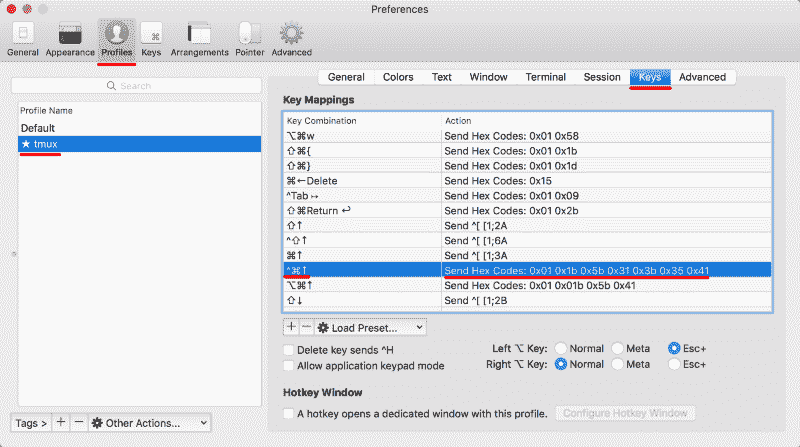 Preferences
General Appearance Profiles Keys Arrangements Pointer Advanced
Search
Profile Name
Default
★ tmux
Tags > + − Other Actions...
General Colors Text Window Terminal Session Keys Advanced
Key Mappings
Key Combination Action
⌥⌘w Send Hex Codes: 0x01 0x58
⇧⌘{ Send Hex Codes: 0x01 0x1b
⇧⌘} Send Hex Codes: 0x01 0x1d
⌘←Delete Send Hex Codes: 0x15
^Tab ↦ Send Hex Codes: 0x01 0x09
⇧⌘Return ↩ Send Hex Codes: 0x01 0x2b
⇧↑ Send ^[ [1;2A
^⇧↑ Send ^[ [1;6A
⌘↑ Send ^[ [1;3A
^⌘↑ Send Hex Codes: 0x01 0x1b 0x5b 0x31 0x3b 0x35 0x41
⌥⌘↑ Send Hex Codes: 0x01 0x01b 0x5b 0x41
⇧↓ Send ^[ [1;2B
+ − Load Preset...
Delete key sends ^H
Allow application keypad mode
Left ⌥ Key: Normal Meta Esc+
Right ⌥ Key: Normal Meta Esc+
Hotkey Window
A hotkey opens a dedicated window with this profile. Configure Hotkey Window